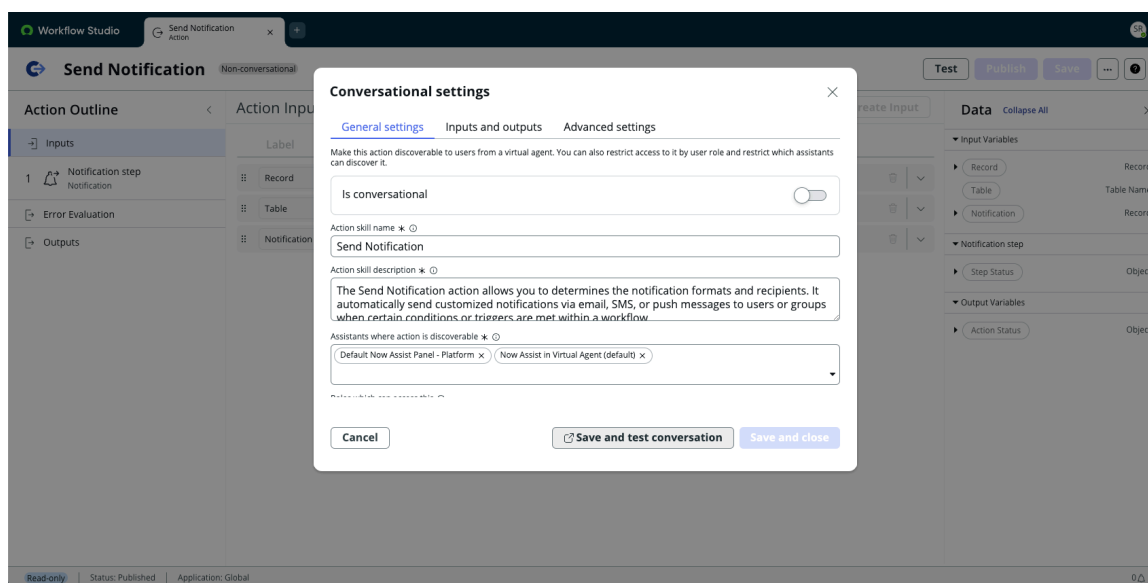 Workflow Studio
Send Notification
Action
SR
Send Notification
Non-conversational
Test
Publish
Save
Action Outline
Inputs
1
Notification step
Notification
Error Evaluation
Outputs
Action Inpu
reate Input
Label
Record
Table
Notification
Conversational settings
General settings
Inputs and outputs
Advanced settings
Make this action discoverable to users from a virtual agent. You can also restrict access to it by user role and restrict which assistants
can discover it.
Is conversational
Action skill name *
Send Notification
Action skill description *
The Send Notification action allows you to determines the notification formats and recipients. It
automatically send customized notifications via email, SMS, or push messages to users or groups
when certain conditions or triggers are met within a workflow
Assistants where action is discoverable *
Default Now Assist Panel - Platform ×
Now Assist in Virtual Agent (default) ×
Cancel
Save and test conversation
Save and close
Data
Collapse All
Input Variables
Record
Recor
Table
Table Name
Notification
Recor
Notification step
Step Status
Objec
Output Variables
Action Status
Objec
Read-only
Status: Published
Application: Global